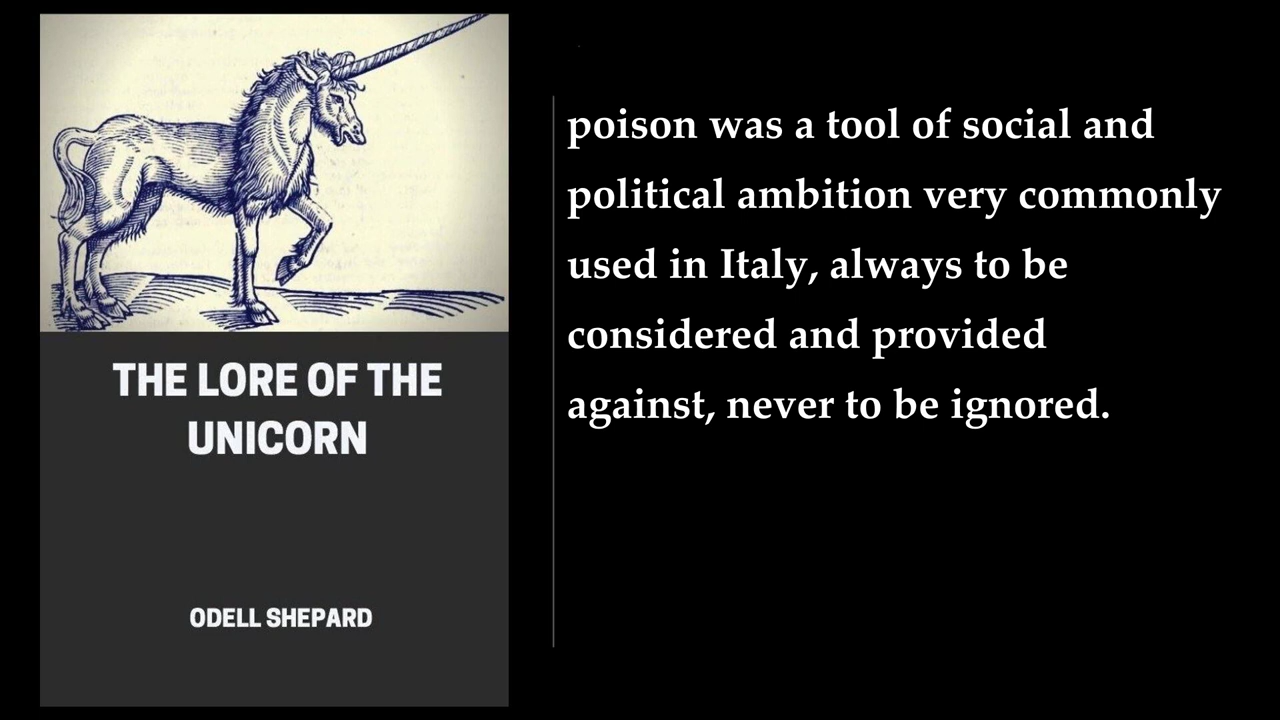 THE LORE OF THE
UNICORN
ODELL SHEPARD
poison was a tool of social and
political ambition very commonly
used in Italy, always to be
considered and provided
against, never to be ignored.